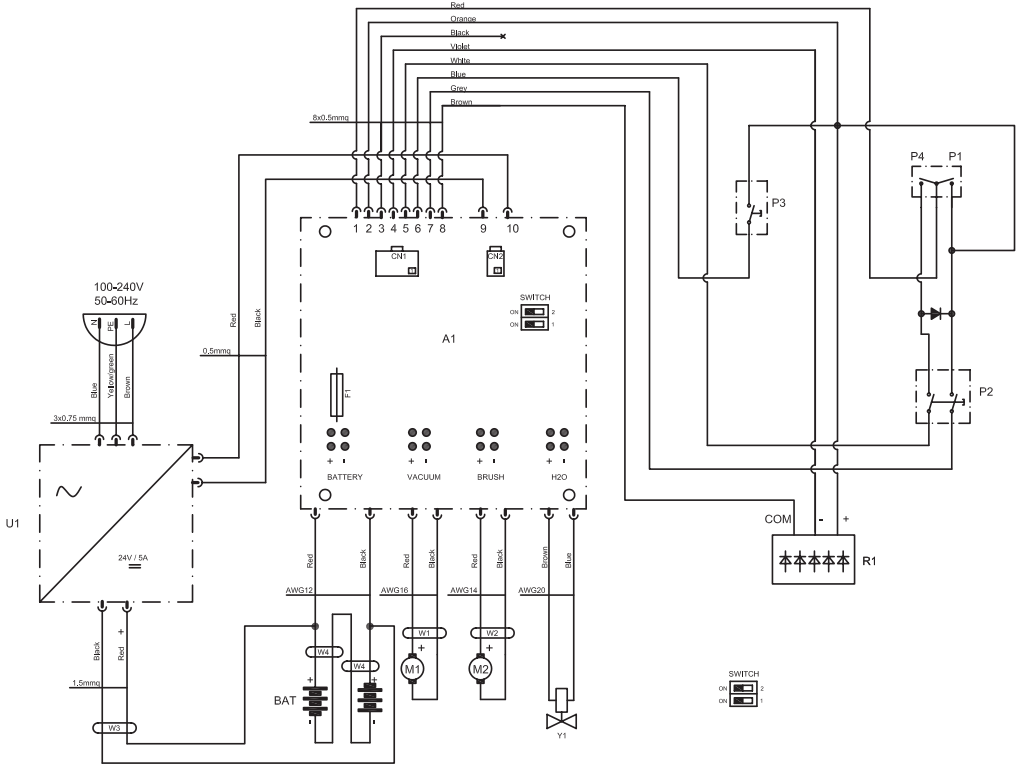 Red
Orange
Black
Violet
White
Blue
Grey
Brown
8x0.5mmq
P4 P1
P3
1 2 3 4 5 6 7 8 9 10
CN1 CN2
100-240V
50-60Hz
N PE L
Blue
Yellow/green
Brown
3x0.75 mmq
Red
Black
0.5mmq
SWITCH
ON 2
ON 1
A1
F1
P2
+ - + - + - + -
BATTERY VACUUM BRUSH H2O
U1
24V / 5A
COM - +
R1
Red
Black
Red
Black
Red
Black
Brown
Blue
AWG12 AWG16 AWG14 AWG20
Black
Red
+
1.5mmq
W3
W4
W4
W1
W2
+ +
M1 M2
BAT
+ +
- -
Y1
SWITCH
ON 2
ON 1